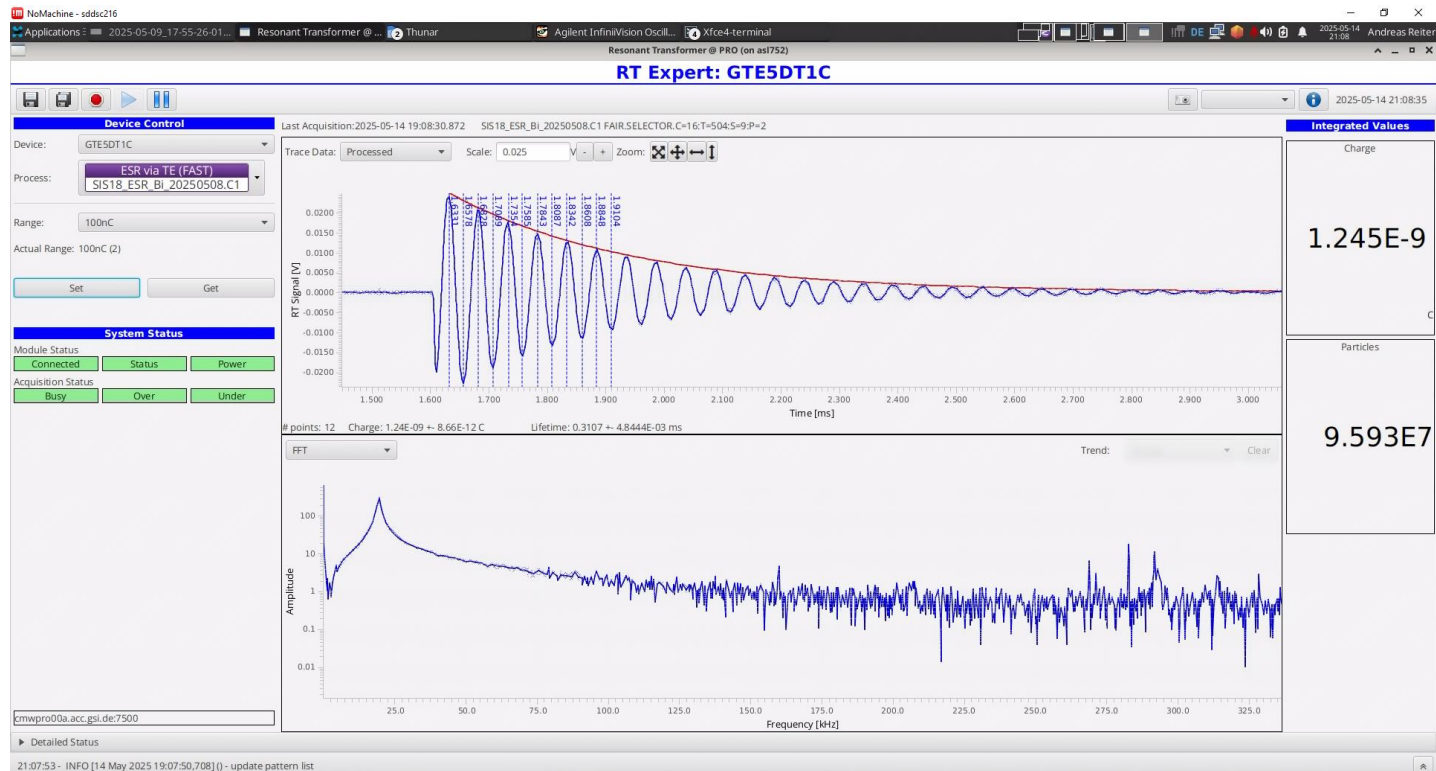 NoMachine - sddsc216
Applications
2025-05-09_17-55-26-01...
Resonant Transformer @ ...
2
Thunar
Agilent InfiniiVision Oscill...
4
Xfce4-terminal
DE
2025-05-14
21:08
Andreas Reiter
Resonant Transformer @ PRO (on asl752)
RT Expert: GTE5DT1C
2025-05-14 21:08:35
Device Control
Device: GTE5DT1C
Process: ESR via TE (FAST)
SIS18_ESR_Bi_20250508.C1
Range: 100nC
Actual Range: 100nC (2)
Set Get
System Status
Module Status
Connected Status Power
Acquisition Status
Busy Over Under
cmwpro00a.acc.gsi.de:7500
Last Acquisition:2025-05-14 19:08:30.872 SIS18_ESR_Bi_20250508.C1 FAIR.SELECTOR.C=16:T=504:S=9:P=2
Trace Data: Processed Scale: 0.025 V - + Zoom:
1.6331
1.6578
1.7343
1.7585
1.7843
1.8087
1.8342
1.8608
1.8848
1.9104
0.0200
0.0150
0.0100
0.0050
0.0000
-0.0050
-0.0100
-0.0150
-0.0200
RT Signal [V]
1.500 1.600 1.700 1.800 1.900 2.000 2.100 2.200 2.300 2.400 2.500 2.600 2.700 2.800 2.900 3.000
Time [ms]
# points: 12 Charge: 1.24E-09 +- 8.66E-12 C Lifetime: 0.3107 +- 4.8444E-03 ms
FFT
Trend:
Clear
100
10
1
0.1
0.01
Amplitude
25.0 50.0 75.0 100.0 125.0 150.0 175.0 200.0 225.0 250.0 275.0 300.0 325.0
Frequency [kHz]
Integrated Values
Charge
1.245E-9
C
Particles
9.593E7
Detailed Status
21:07:53 - INFO [14 May 2025 19:07:50,708] () - update pattern list